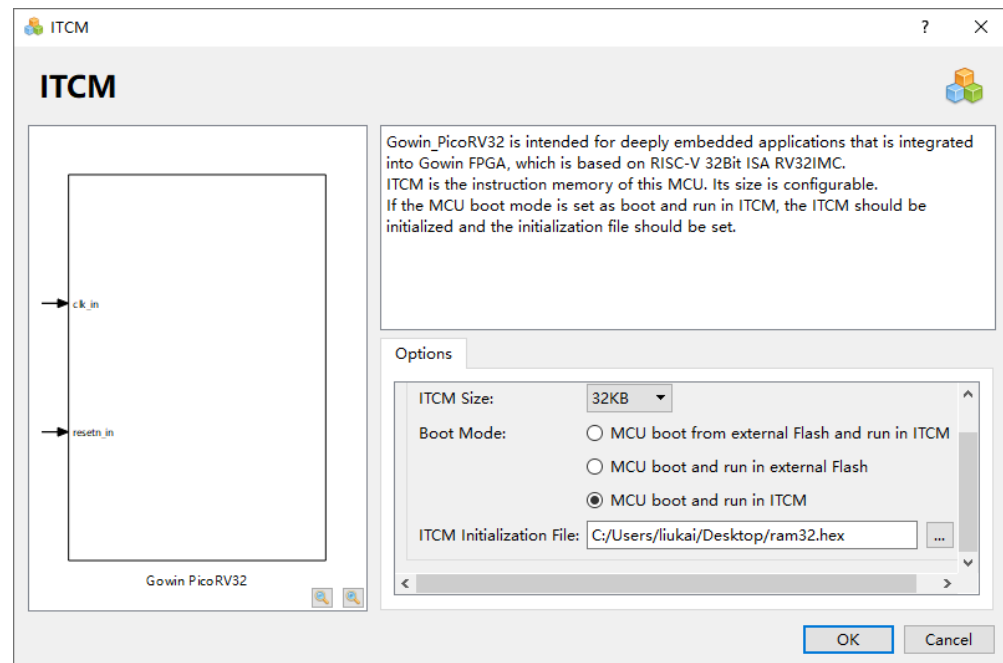 ITCM
?
ITCM
Gowin_PicoRV32 is intended for deeply embedded applications that is integrated
into Gowin FPGA, which is based on RISC-V 32Bit ISA RV32IMC.
ITCM is the instruction memory of this MCU. Its size is configurable.
If the MCU boot mode is set as boot and run in ITCM, the ITCM should be
initialized and the initialization file should be set.
clk_in
resetn_in
Gowin PicoRV32
Options
ITCM Size: 32KB
Boot Mode: MCU boot from external Flash and run in ITCM
MCU boot and run in external Flash
MCU boot and run in ITCM
ITCM Initialization File: C:/Users/liukai/Desktop/ram32.hex ...
OK Cancel